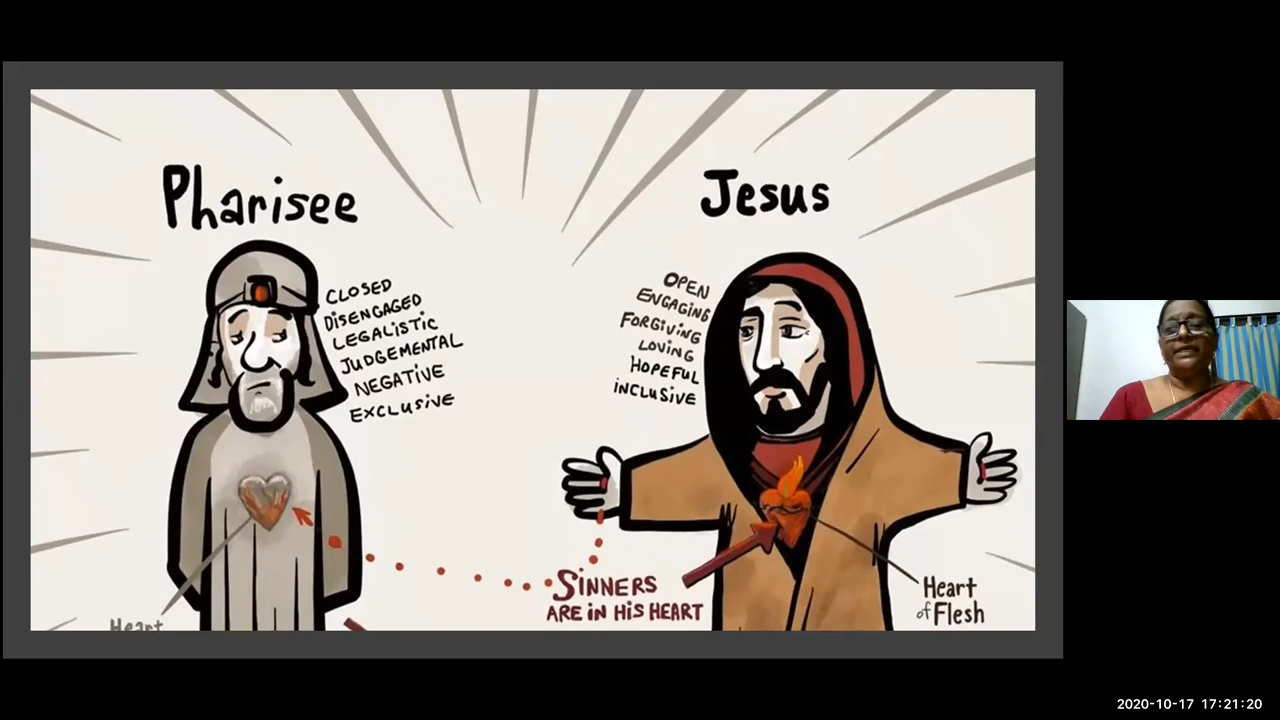 Pharisee
CLOSED
DISENGAGED
LEGALISTIC
JUDGEMENTAL
NEGATIVE
EXCLUSIVE
Jesus
OPEN
ENGAGING
FORGIVING
LOVING
HOPEFUL
INCLUSIVE
SINNERS
ARE IN HIS HEART
Heart
of Flesh
Heart
2020-10-17 17:21:20